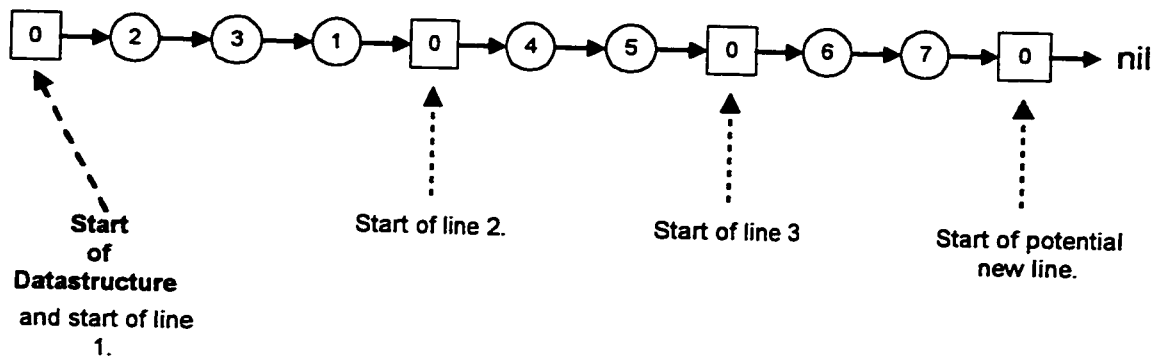 0 2 3 1 0 4 5 0 6 7 0 nil
Start
of
Datastructure
and start of line
1.
Start of line 2.
Start of line 3
Start of potential
new line.